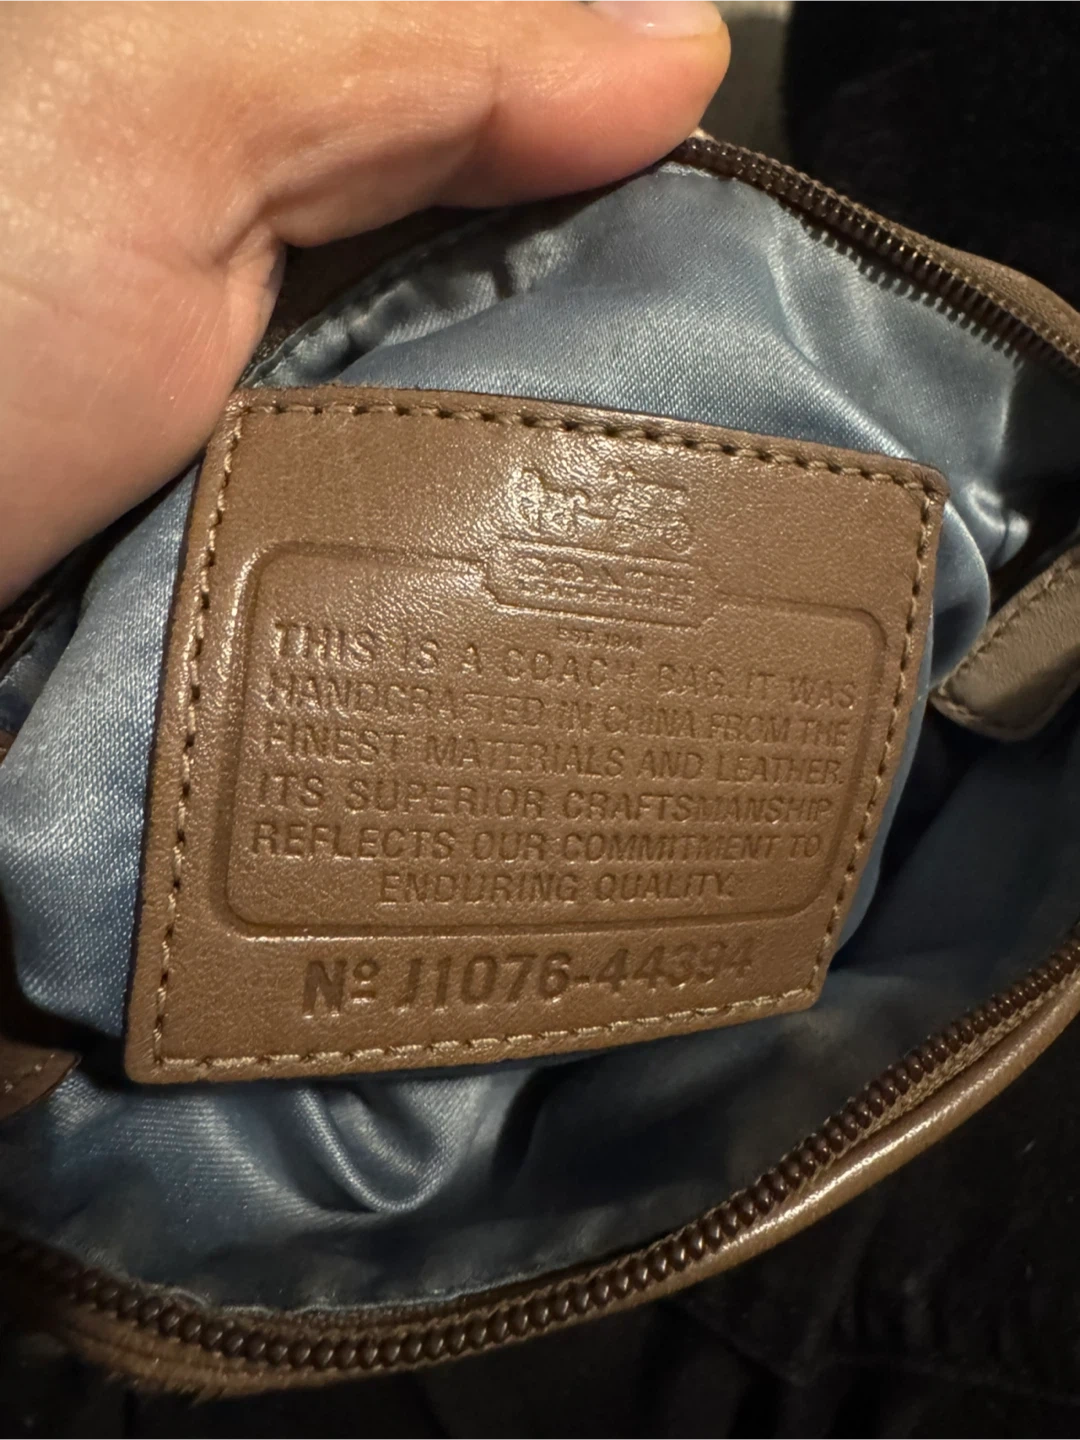 COACH
LEATHERWARE
EST. 1941
THIS IS A COACH BAG. IT WAS
HANDCRAFTED IN CHINA FROM THE
FINEST MATERIALS AND LEATHER.
ITS SUPERIOR CRAFTSMANSHIP
REFLECTS OUR COMMITMENT TO
ENDURING QUALITY.
Nº J1076-44394